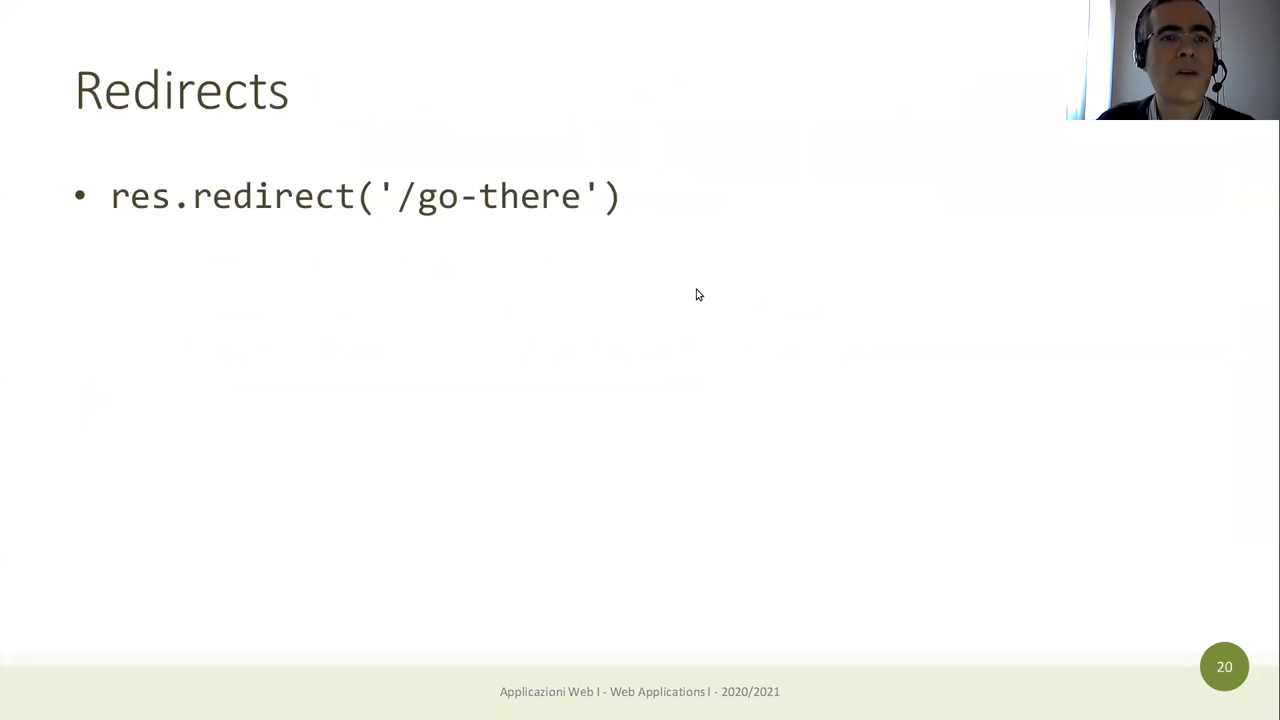 Redirects
• res.redirect('/go-there')
20
Applicazioni Web I - Web Applications I - 2020/2021